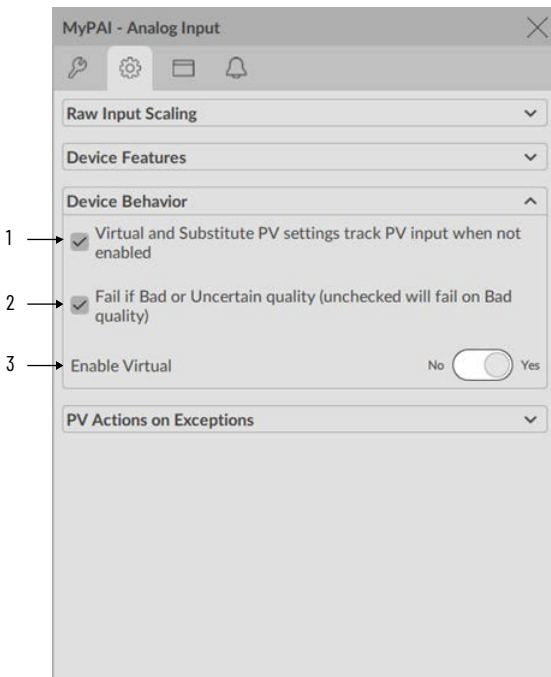 MyPAI - Analog Input
Raw Input Scaling
Device Features
Device Behavior
1
Virtual and Substitute PV settings track PV input when not
enabled
2
Fail if Bad or Uncertain quality (unchecked will fail on Bad
quality)
3
Enable Virtual No Yes
PV Actions on Exceptions